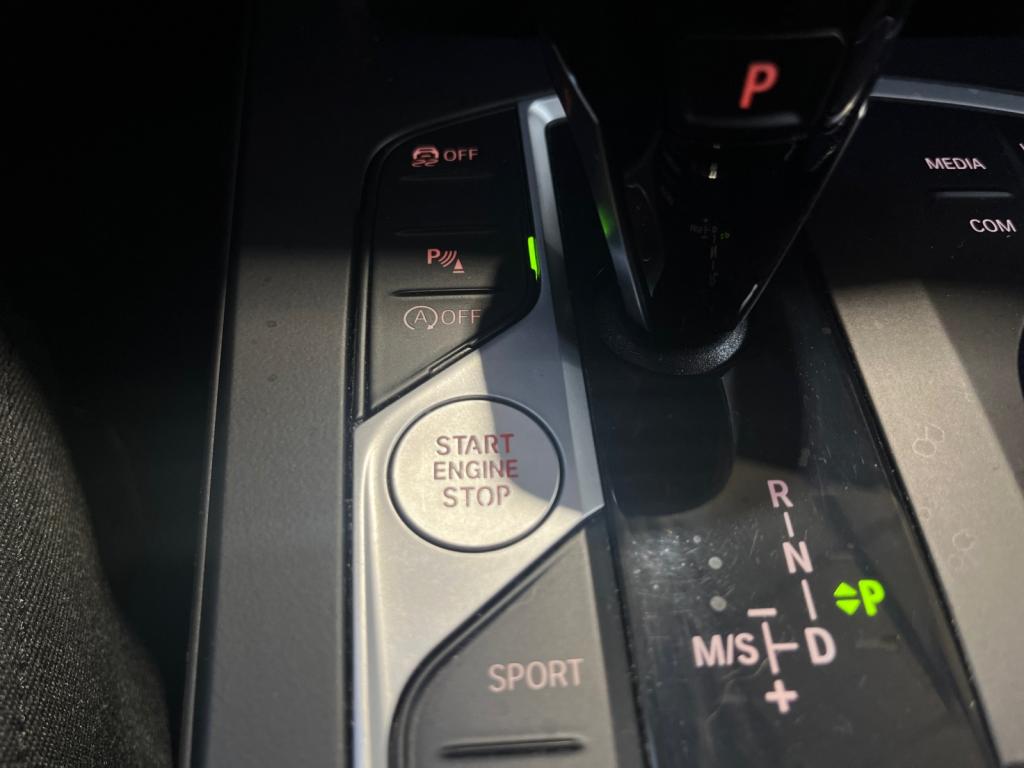 P
OFF
MEDIA
COM
P
A OFF
START
ENGINE
STOP
R
N
P
M/S D
+
SPORT